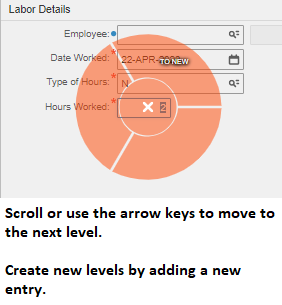 Labor Details
Employee:
Date Worked:* 22-APR-
TO NEW
Type of Hours:* N
Hours Worked:*
Scroll or use the arrow keys to move to
the next level.
Create new levels by adding a new
entry.